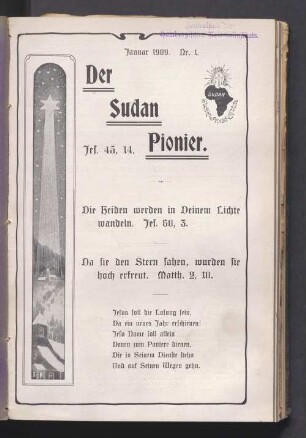 Januar 1909. Nr. 1.
Der
Sudan
Pionier.
Jes. 45, 14.
SUDAN
Die Heiden werden in Deinem Lichte
wandeln. Jes. 60, 3.
Da sie den Stern sahen, wurden sie
hoch erfreut. Matth. 2, 10.
Jesus soll die Losung sein,
Da ein neues Jahr erschienen;
Jesu Name soll allein
Denen zum Paniere dienen,
Die in Seinem Dienste stehn
Und auf Seinen Wegen gehn.